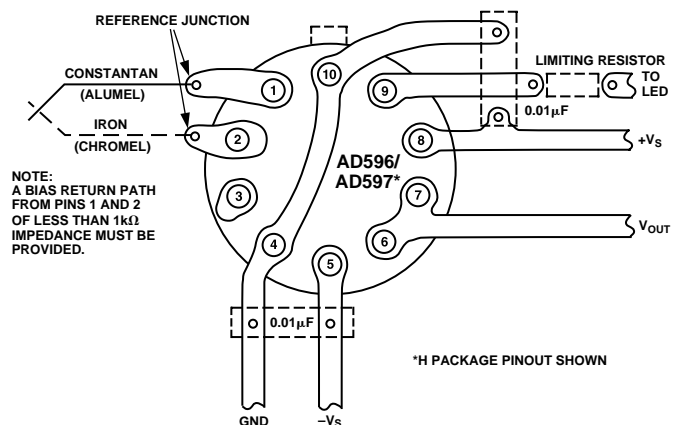 REFERENCE JUNCTION
CONSTANTAN
(ALUMEL)
IRON
(CHROMEL)
NOTE:
A BIAS RETURN PATH
FROM PINS 1 AND 2
OF LESS THAN 1kΩ
IMPEDANCE MUST BE
PROVIDED.
1
2
3
4
5
6
7
8
9
10
AD596/
AD597*
LIMITING RESISTOR
TO
LED
0.01μF
+VS
VOUT
0.01μF
*H PACKAGE PINOUT SHOWN
GND
–VS